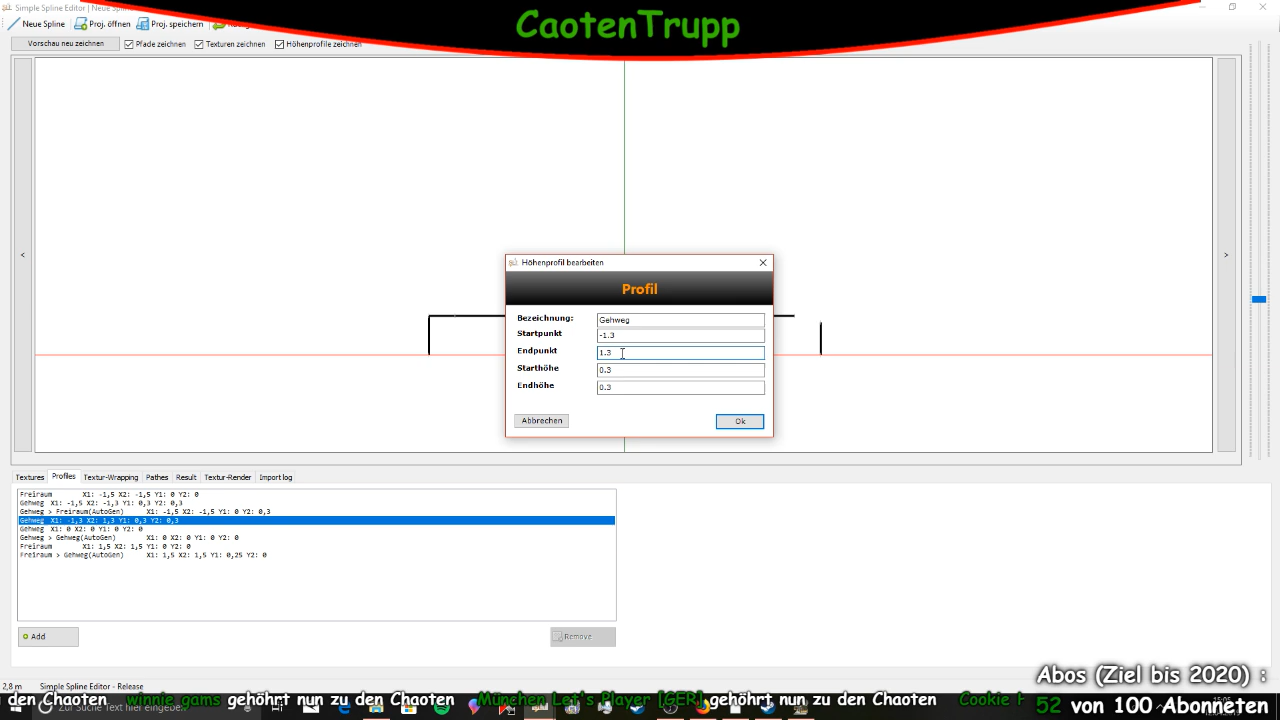 Simple Spline Editor - [Neue Spline
CaotenTrupp
Neue Spline Proj. öffnen Proj. speichern
Vorschau neu zeichnen Pfade zeichnen Texturen zeichnen Höhenprofile zeichnen
<
>
Höhenprofil bearbeiten
Profil
Bezeichnung: Gehweg
Startpunkt -1.3
Endpunkt 1.3
Starthöhe 0.3
Endhöhe 0.3
Abbrechen Ok
Textures Profiles Textur-Wrapping Pathes Result Textur-Render Import log
Freiraum X1: -1,5 X2: -1,5 Y1: 0 Y2: 0
Gehweg X1: -1,5 X2: -1,3 Y1: 0,3 Y2: 0,3
Gehweg > Freiraum(AutoGen) X1: -1,5 X2: -1,5 Y1: 0 Y2: 0,3
Gehweg X1: -1,3 X2: 1,3 Y1: 0,3 Y2: 0,3
Gehweg X1: 0 X2: 0 Y1: 0 Y2: 0
Gehweg > Gehweg(AutoGen) X1: 0 X2: 0 Y1: 0 Y2: 0
Freiraum X1: 1,5 X2: 1,5 Y1: 0 Y2: 0
Freiraum > Gehweg(AutoGen) X1: 1,5 X2: 1,5 Y1: 0,25 Y2: 0
Add Remove
Abos (Ziel bis 2020) :
2,8 m Simple Spline Editor - Release
den Chaoten winnie gams gehöhrt nun zu den Chaoten München Let's Player [GER] gehöhrt nun zu den Chaoten Cookie
52 von 100 Abonneten
Zur Suche Text hier eingeben